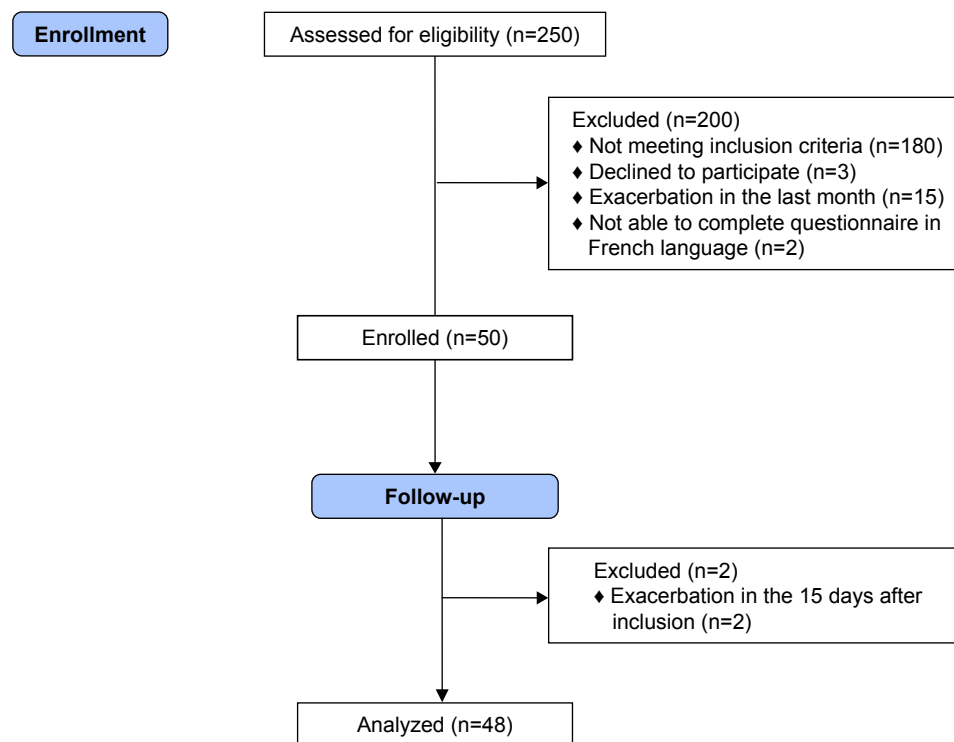 Enrollment
Assessed for eligibility (n=250)
Excluded (n=200)
♦ Not meeting inclusion criteria (n=180)
♦ Declined to participate (n=3)
♦ Exacerbation in the last month (n=15)
♦ Not able to complete questionnaire in
French language (n=2)
Enrolled (n=50)
Follow-up
Excluded (n=2)
♦ Exacerbation in the 15 days after
inclusion (n=2)
Analyzed (n=48)